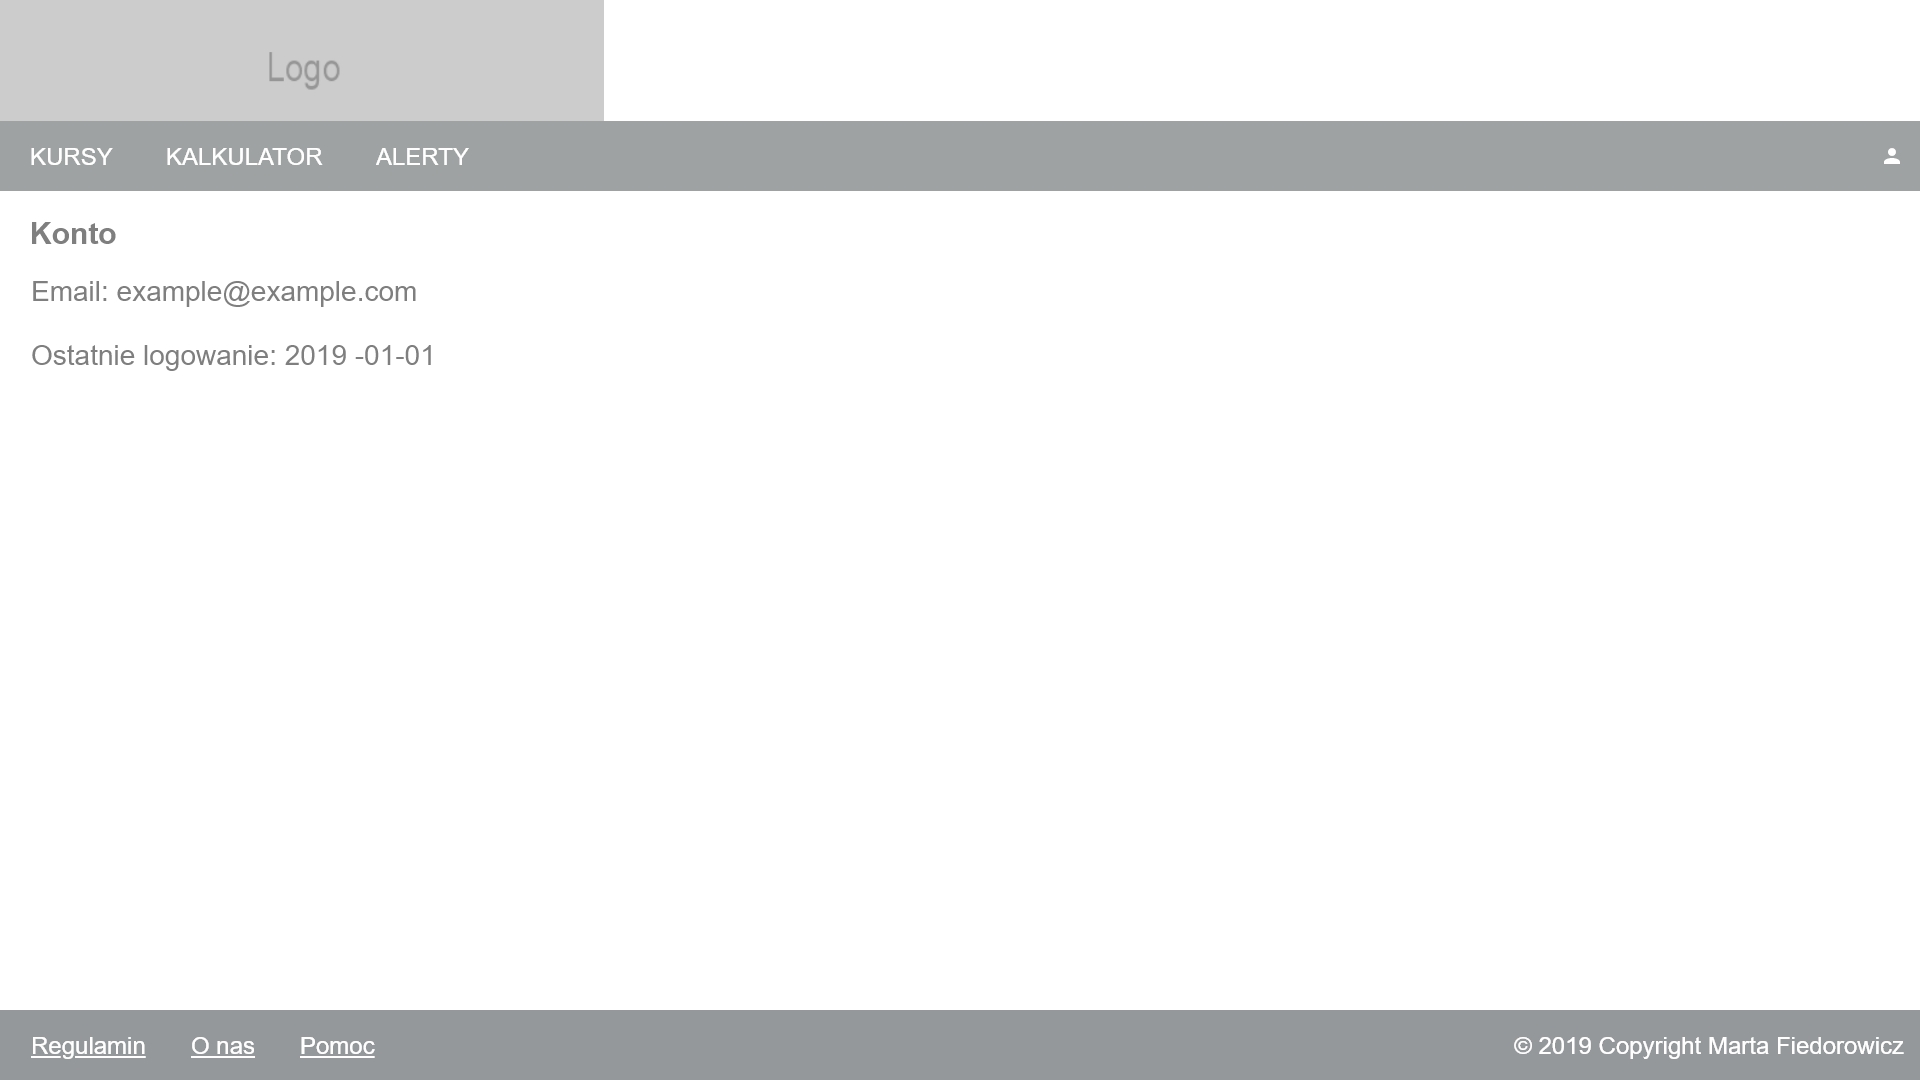 Logo
KURSY KALKULATOR ALERTY
Konto
Email: example@example.com
Ostatnie logowanie: 2019 -01-01
Regulamin O nas Pomoc © 2019 Copyright Marta Fiedorowicz